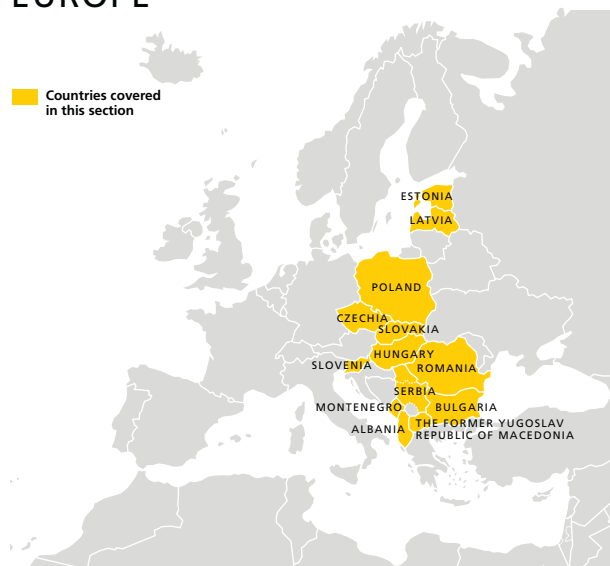 EUROPE
Countries covered
in this section
ESTONIA
LATVIA
POLAND
CZECHIA
SLOVAKIA
HUNGARY
SLOVENIA
ROMANIA
SERBIA
MONTENEGRO
BULGARIA
ALBANIA
THE FORMER YUGOSLAV
REPUBLIC OF MACEDONIA